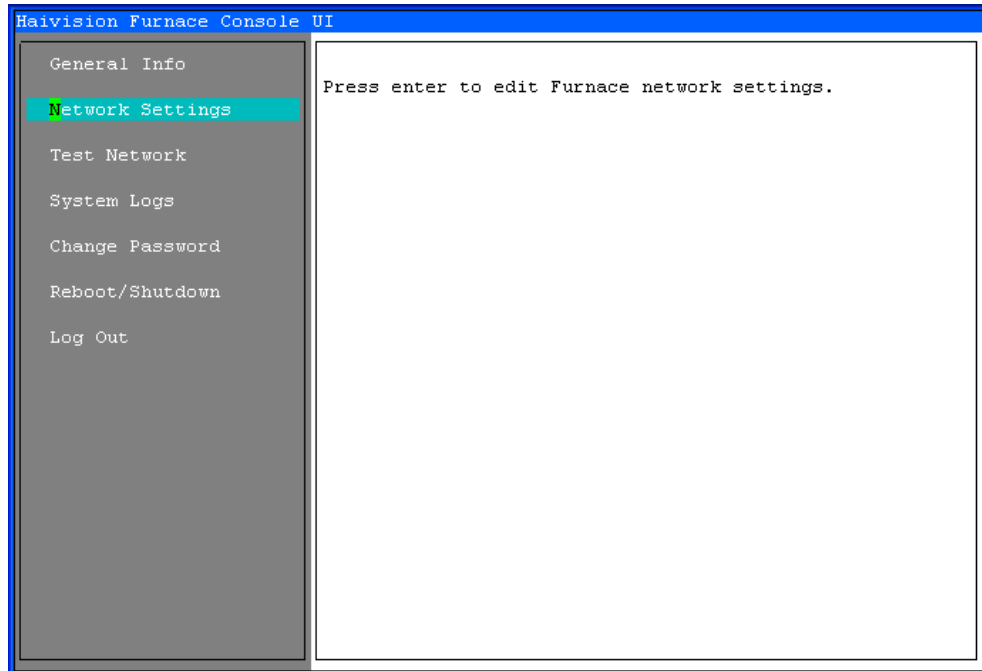 Haivision Furnace Console UI
General Info
Network Settings
Test Network
System Logs
Change Password
Reboot/Shutdown
Log Out
Press enter to edit Furnace network settings.